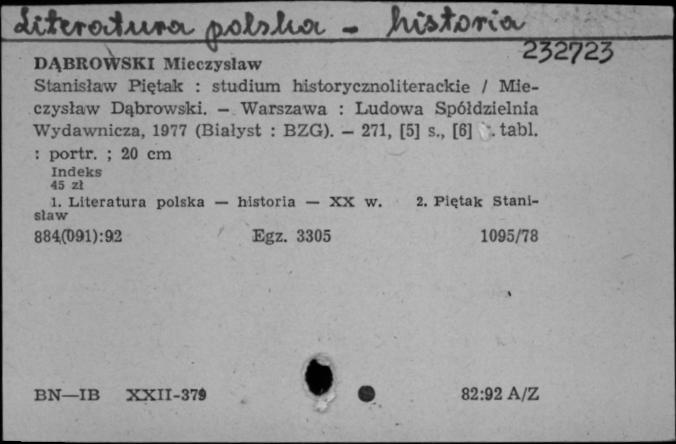 Literatura polska - historia
232723
DĄBROWSKI Mieczysław
Stanisław Piętak : studium historycznoliterackie / Mie-
czysław Dąbrowski. — Warszawa : Ludowa Spółdzielnia
Wydawnicza, 1977 (Białyst : BZG). — 271, [5] s., [6] . tabl.
: portr. ; 20 cm
Indeks
45 zł
1. Literatura polska — historia — XX w. 2. Piętak Stani-
sław
884(091):92 Egz. 3305 1095/78
BN—IB XXII-379 82:92 A/Z